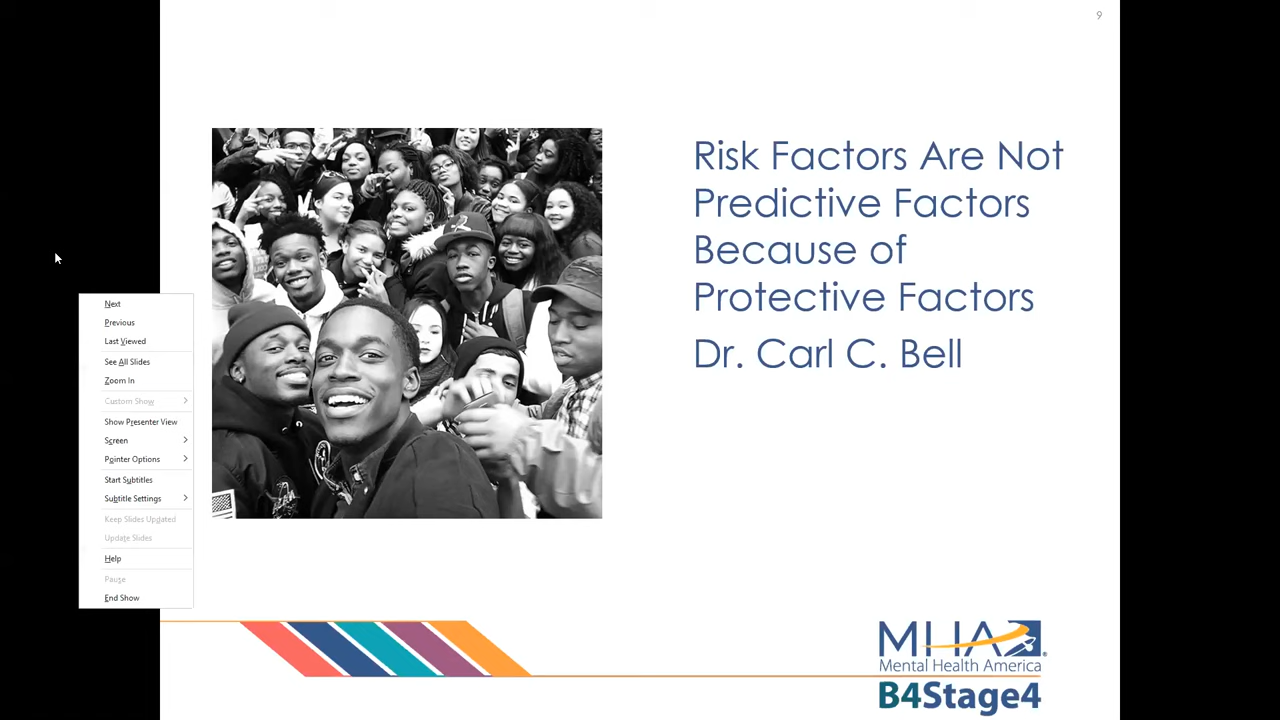 9
Risk Factors Are Not
Predictive Factors
Because of
Protective Factors
Dr. Carl C. Bell
Next
Previous
Last Viewed
See All Slides
Zoom In
Custom Show
Show Presenter View
Screen
Pointer Options
Start Subtitles
Subtitle Settings
Keep Slides Updated
Update Slides
Help
Pause
End Show
MHA
Mental Health America
B4Stage4